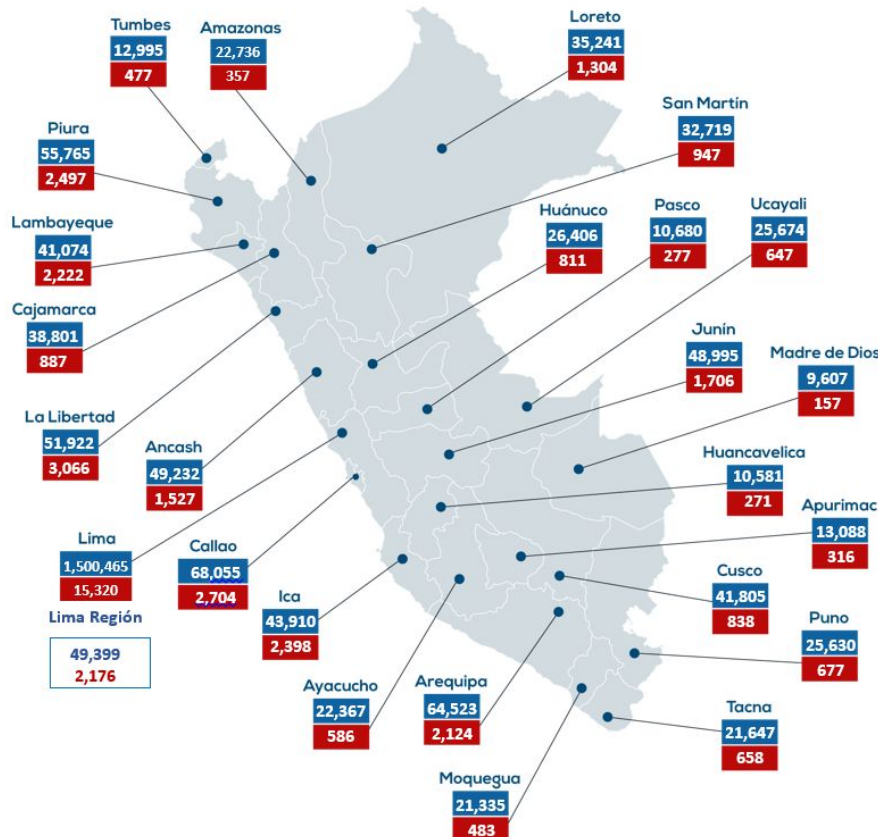 Tumbes
12,995
477
Amazonas
22,736
357
Loreto
35,241
1,304
San Martín
32,719
947
Piura
55,765
2,497
Lambayeque
41,074
2,222
Huánuco
26,406
811
Pasco
10,680
277
Ucayali
25,674
647
Cajamarca
38,801
887
Junín
48,995
1,706
Madre de Dios
9,607
157
La Libertad
51,922
3,066
Ancash
49,232
1,527
Huancavelica
10,581
271
Apurimac
13,088
316
Lima
1,500,465
15,320
Callao
68,055
2,704
Ica
43,910
2,398
Cusco
41,805
838
Lima Región
49,399
2,176
Puno
25,630
677
Ayacucho
22,367
586
Arequipa
64,523
2,124
Tacna
21,647
658
Moquegua
21,335
483